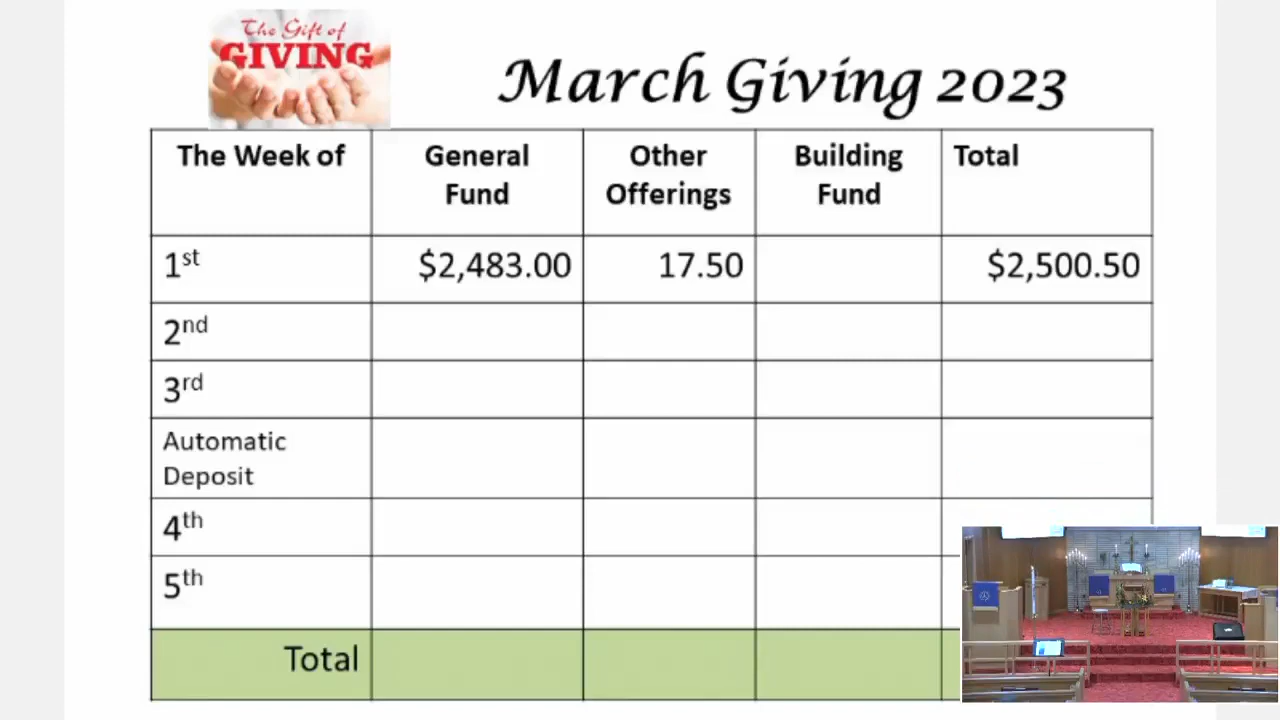 The Gift of
GIVING
March Giving 2023
The Week of General Fund Other Offerings Building Fund Total
1st $2,483.00 17.50 $2,500.50
2nd
3rd
Automatic Deposit
4th
5th
Total